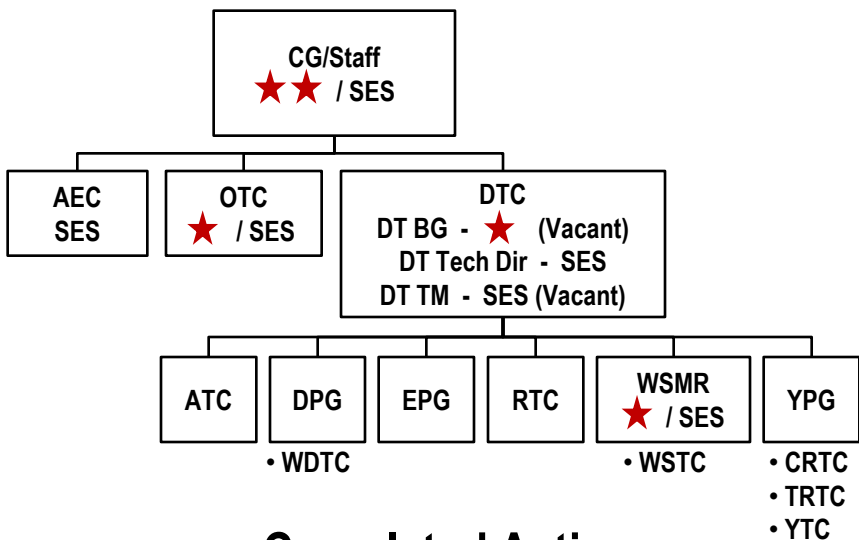 CG/Staff
★★ / SES
AEC
SES
OTC
★ / SES
DTC
DT BG - ★ (Vacant)
DT Tech Dir - SES
DT TM - SES (Vacant)
ATC
DPG
EPG
RTC
WSMR
★ / SES
YPG
• WDTC
• WSTC
• CRTC
• TRTC
• YTC